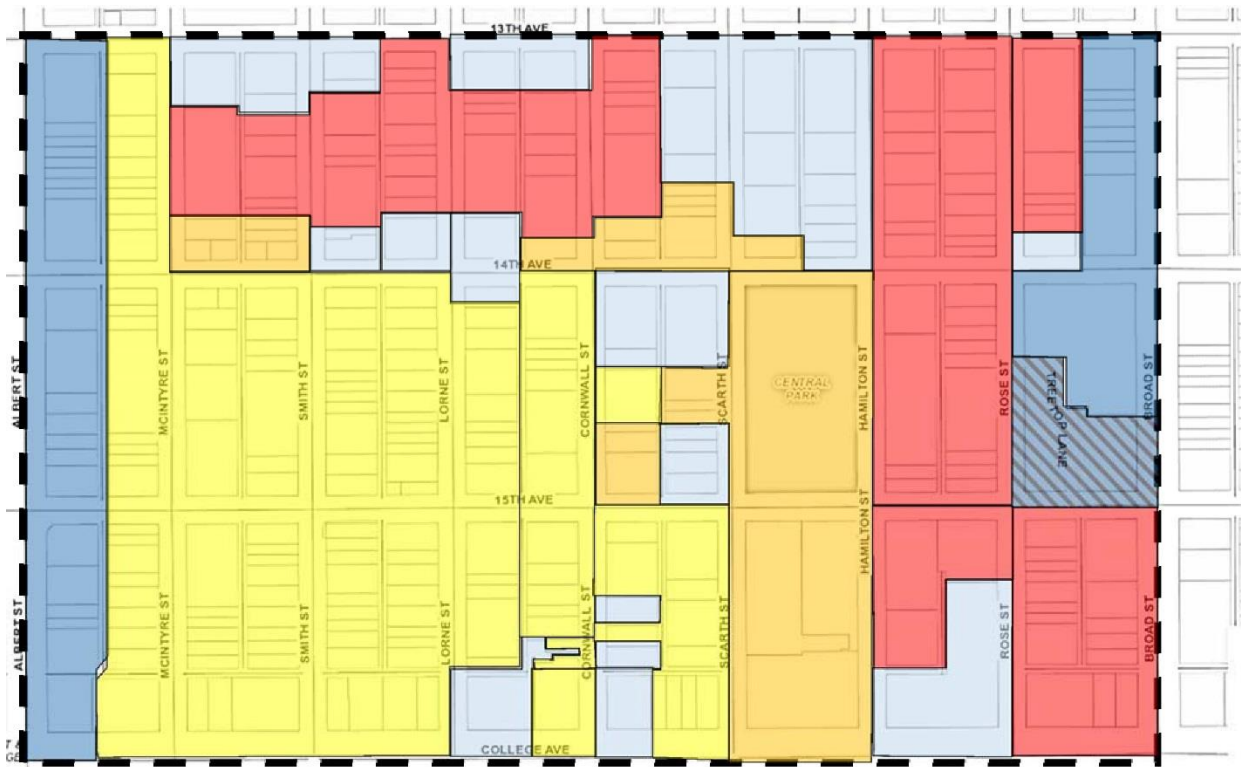 13TH AVE
14TH AVE
ALBERT ST
MCINTYRE ST
SMITH ST
LORNE ST
CORNWALL ST
SCARTH ST
CENTRAL
PARK
HAMILTON ST
ROSE ST
TREE TOP LANE
BROAD ST
15TH AVE
HAMILTON ST
ALBERT ST
MCINTYRE ST
SMITH ST
LORNE ST
CORNWALL ST
SCARTH ST
ROSE ST
BROAD ST
COLLEGE AVE